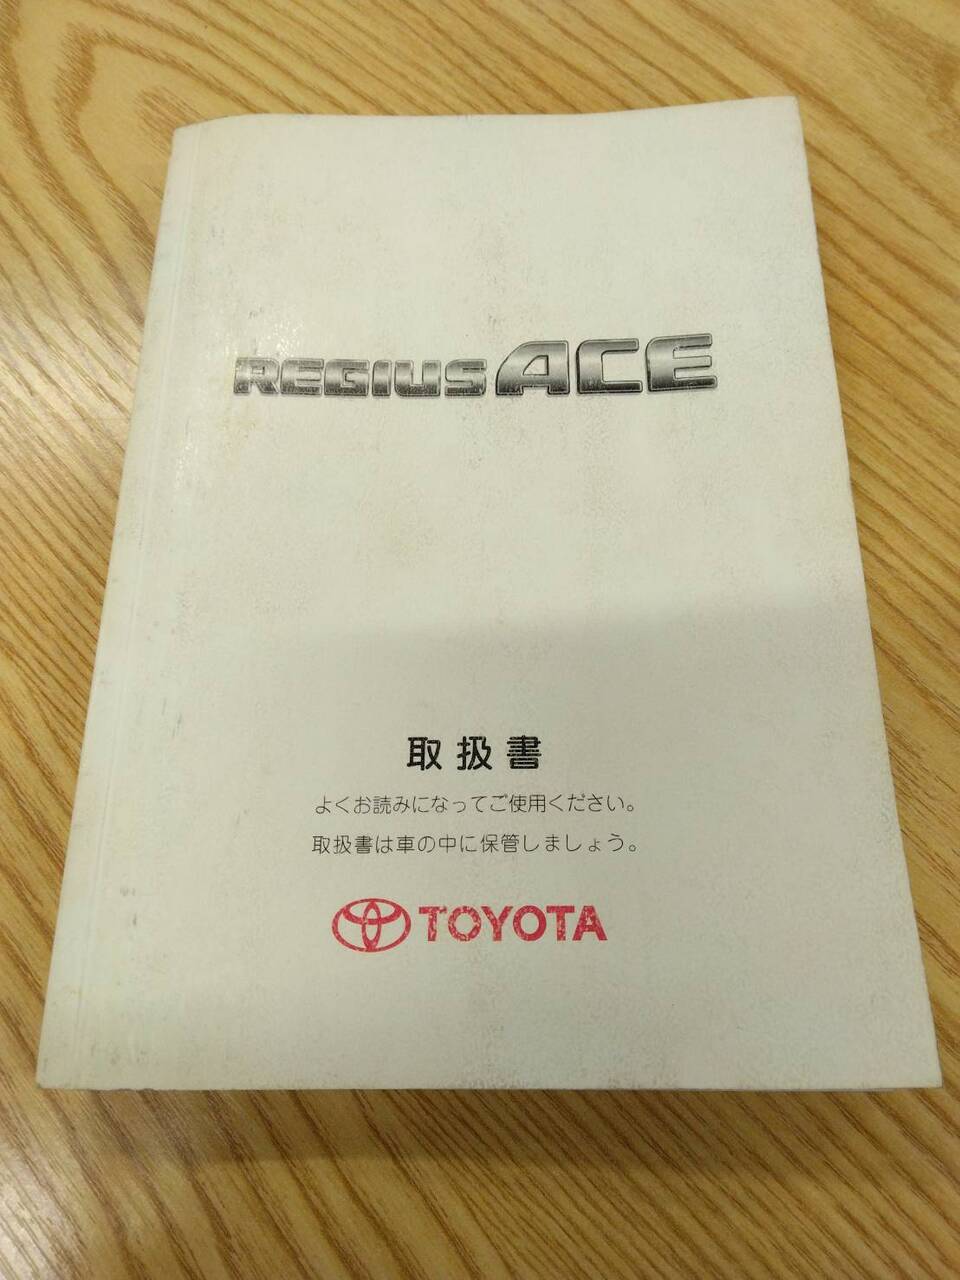 REGIUS ACE
取扱書
よくお読みになってご使用ください。
取扱書は車の中に保管しましょう。
TOYOTA